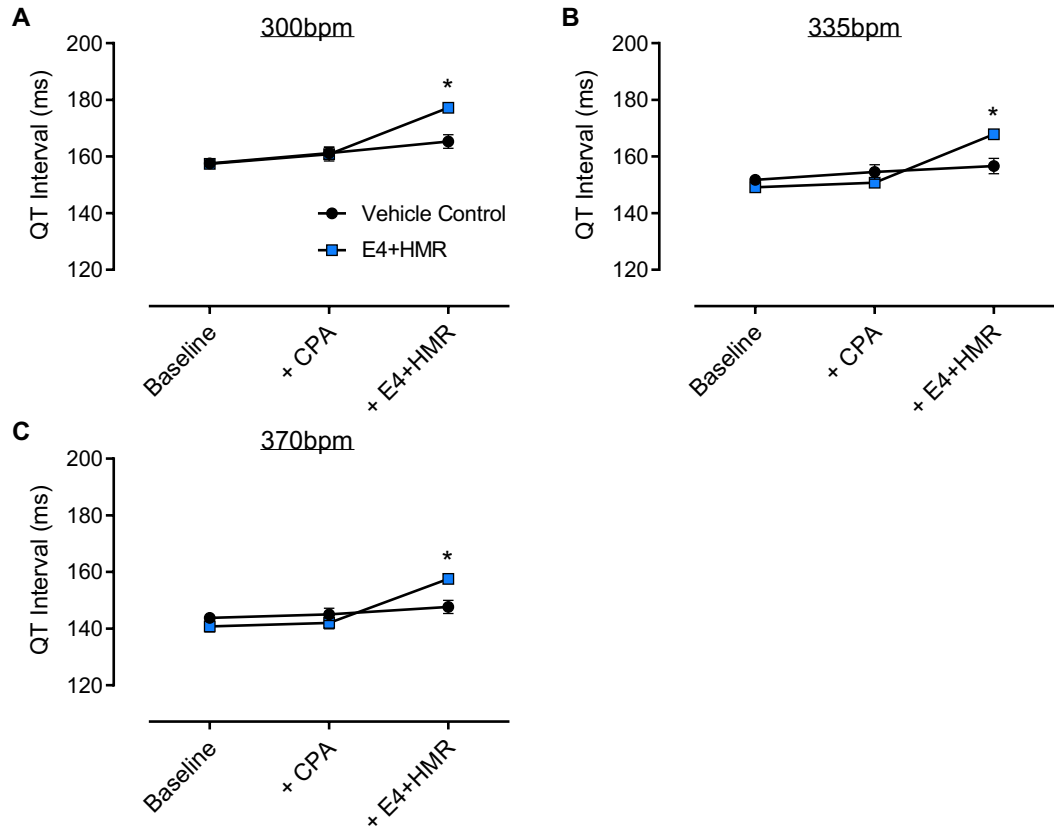 A
300bpm
QT Interval (ms)
200
180
160
140
120
*
Vehicle Control
E4+HMR
Baseline
+ CPA
+ E4+HMR
B
335bpm
QT Interval (ms)
200
180
160
140
120
*
Baseline
+ CPA
+ E4+HMR
C
370bpm
QT Interval (ms)
200
180
160
140
120
*
Baseline
+ CPA
+ E4+HMR